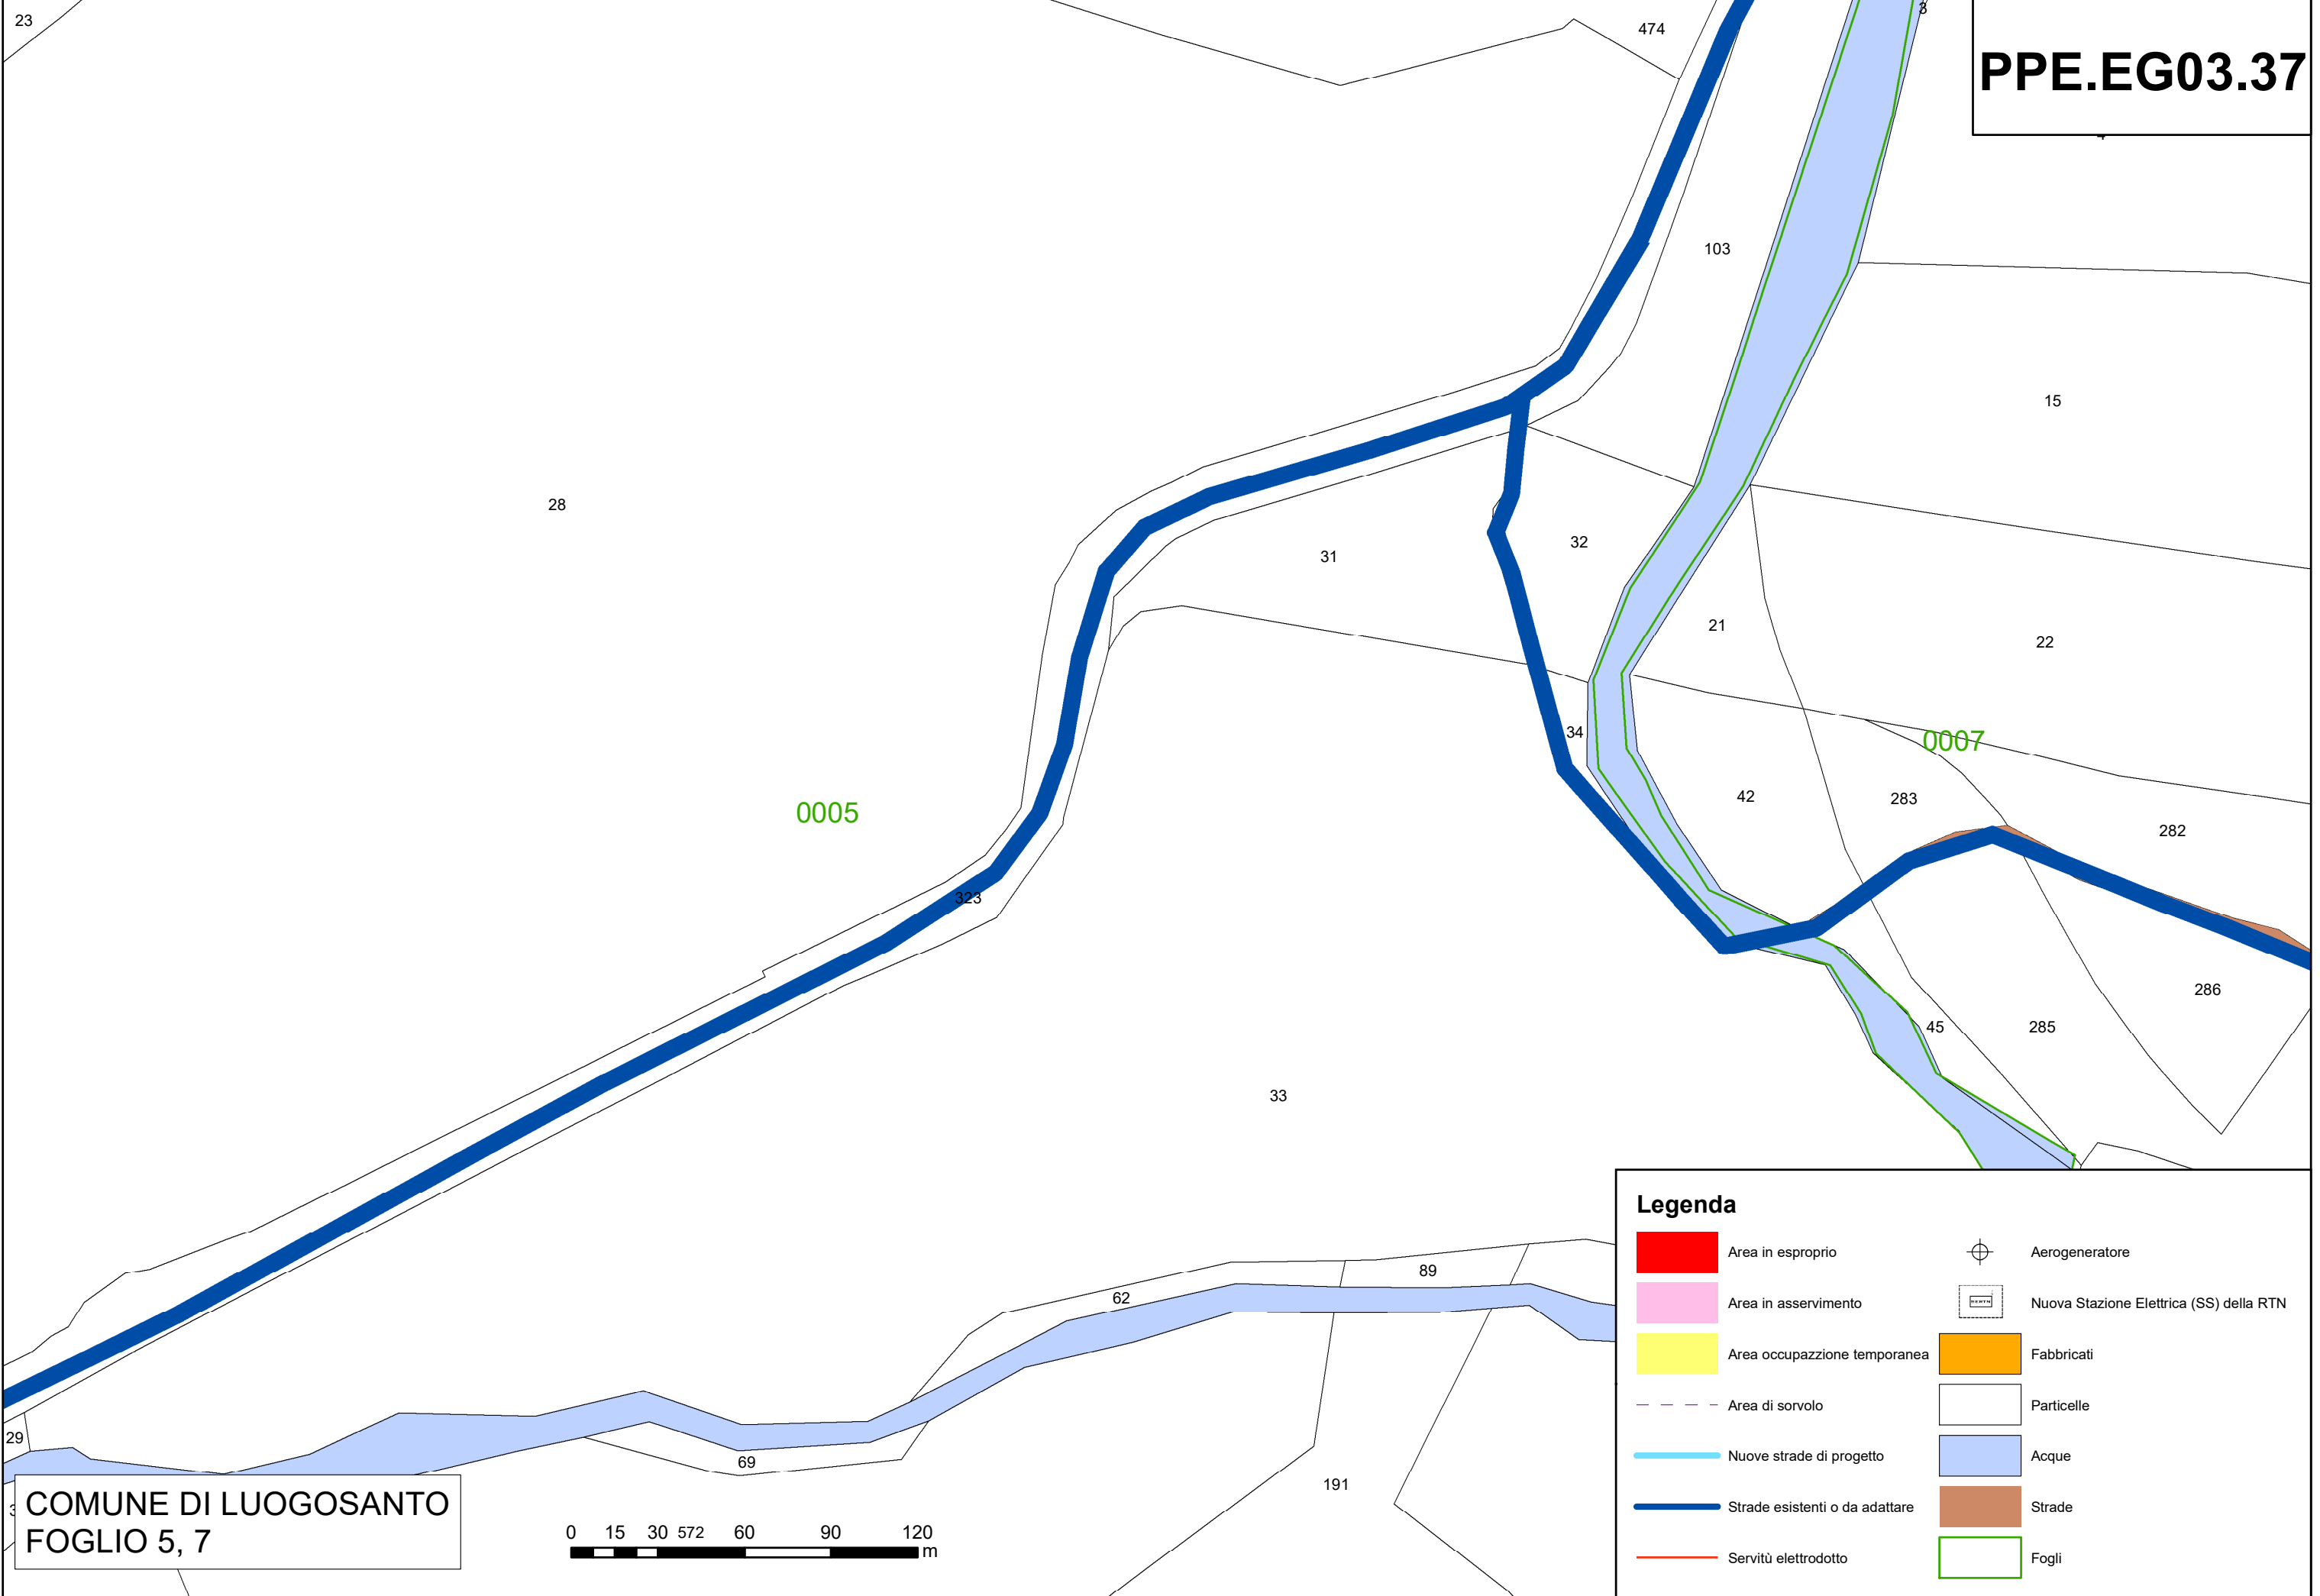 23
474
3
PPE.EG03.37
103
15
28
31
32
21
22
34
0007
42
283
0005
282
323
286
45
285
33
89
62
29
69
191
COMUNE DI LUOGOSANTO
FOGLIO 5, 7
0 15 30 572 60 90 120
m
Legenda
Area in esproprio
Aerogeneratore
Area in asservimento
Nuova Stazione Elettrica (SS) della RTN
Area occupazzione temporanea
Fabbricati
Area di sorvolo
Particelle
Nuove strade di progetto
Acque
Strade esistenti o da adattare
Strade
Servitù elettrodotto
Fogli